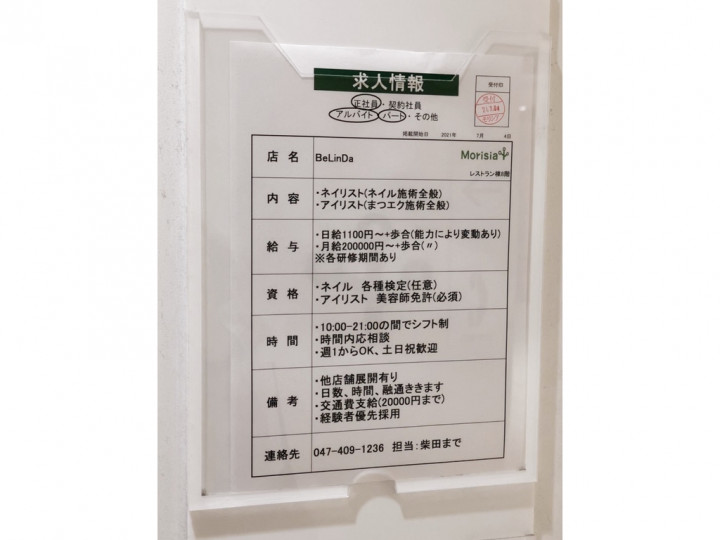 求人情報
受付印
正社員・契約社員
アルバイト・パート・その他
受付
21.7.04
掲載開始日 2021年 7月 4日
店名 BeLinDa Morisia
レストラン棟8階
内容 ・ネイリスト(ネイル施術全般)
・アイリスト(まつエク施術全般)
給与 ・日給1100円～+歩合(能力により変動あり)
・月給200000円～+歩合(〃)
※各研修期間あり
資格 ・ネイル 各種検定(任意)
・アイリスト 美容師免許(必須)
時間 ・10:00-21:00の間でシフト制
・時間内応相談
・週1からOK、土日祝歓迎
備考 ・他店舗展開有り
・日数、時間、融通ききます
・交通費支給(20000円まで)
・経験者優先採用
連絡先 047-409-1236 担当:柴田まで